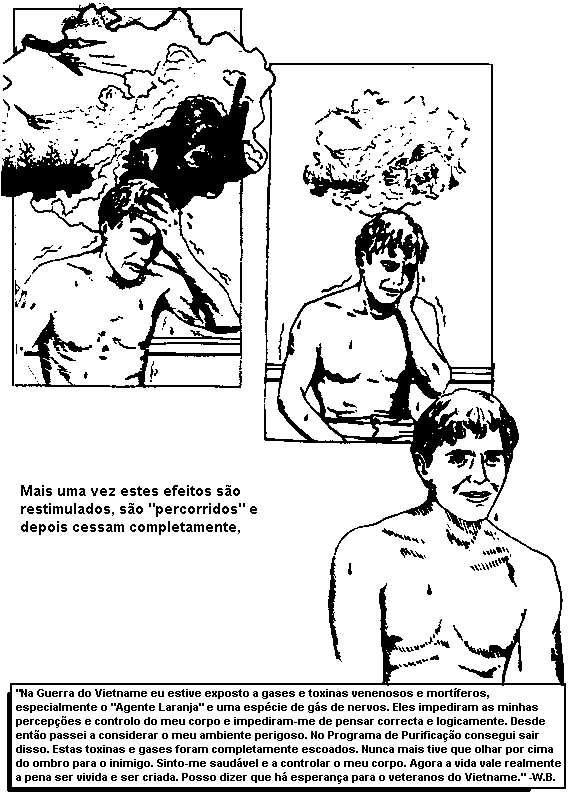 Mais uma vez estes efeitos são
restimulados, são "percorridos" e
depois cessam completamente,
"Na Guerra do Vietname eu estive exposto a gases e toxinas venenosos e mortíferos,
especialmente o "Agente Laranja" e uma espécie de gás de nervos. Eles impediram as minhas
percepções e controlo do meu corpo e impediram-me de pensar correcta e logicamente. Desde
então passei a considerar o meu ambiente perigoso. No Programa de Purificação consegui sair
disso. Estas toxinas e gases foram completamente escoados. Nunca mais tive que olhar por cima
do ombro para o inimigo. Sinto-me saudável e a controlar o meu corpo. Agora a vida vale realmente
a pena ser vivida e ser criada. Posso dizer que há esperança para o veteranos do Vietname." -W.B.